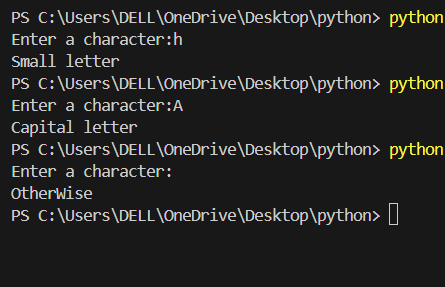 PS C:\Users\DELL\OneDrive\Desktop\python> python
Enter a character:h
Small letter
PS C:\Users\DELL\OneDrive\Desktop\python> python
Enter a character:A
Capital letter
PS C:\Users\DELL\OneDrive\Desktop\python> python
Enter a character:
OtherWise
PS C:\Users\DELL\OneDrive\Desktop\python>